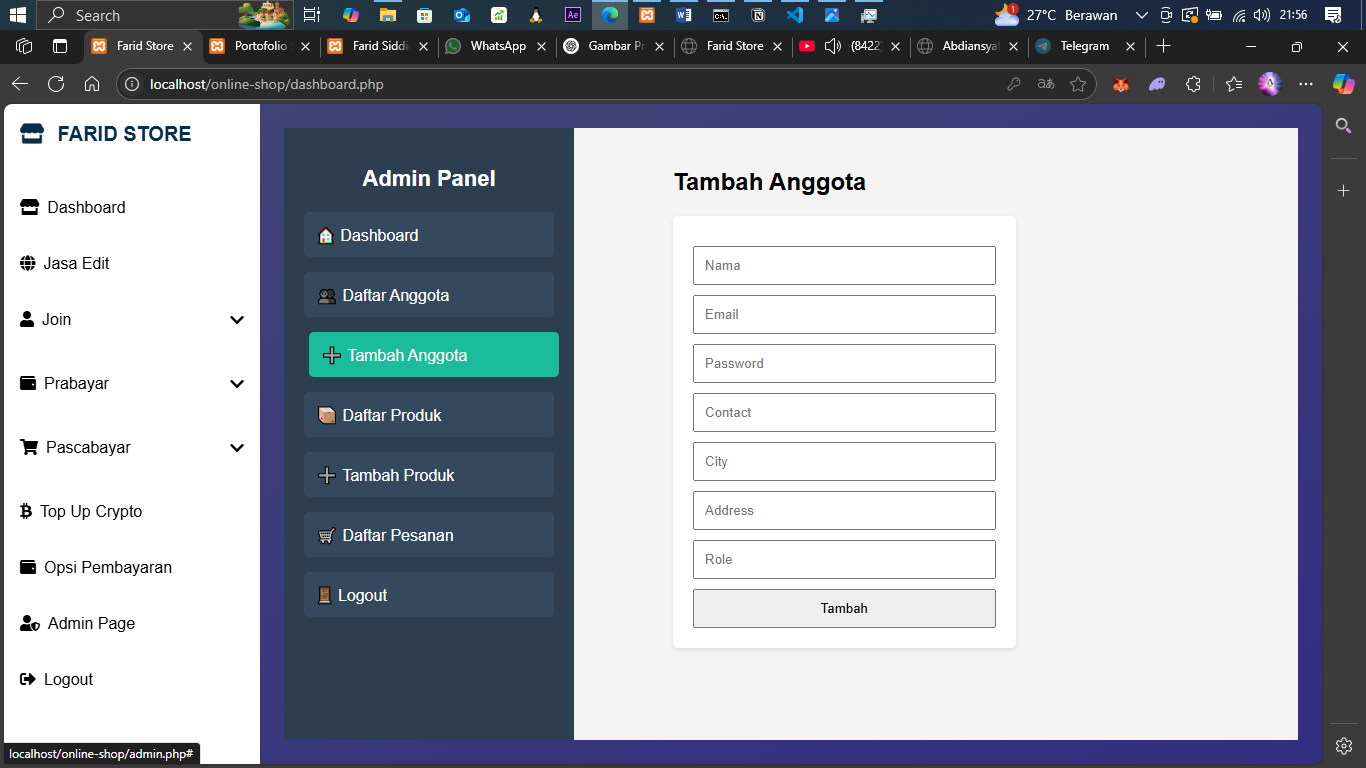 Search
27°C Berawan
21:56
Farid Store
Portofolio
Farid Siddi
WhatsApp
Gambar Pr
Farid Store
(8422)
Abdiansya
Telegram
localhost/online-shop/dashboard.php
FARID STORE
Dashboard
Jasa Edit
Join
Prabayar
Pascabayar
Top Up Crypto
Opsi Pembayaran
Admin Page
Logout
localhost/online-shop/admin.php#
Admin Panel
Dashboard
Daftar Anggota
Tambah Anggota
Daftar Produk
Tambah Produk
Daftar Pesanan
Logout
Tambah Anggota
Nama
Email
Password
Contact
City
Address
Role
Tambah